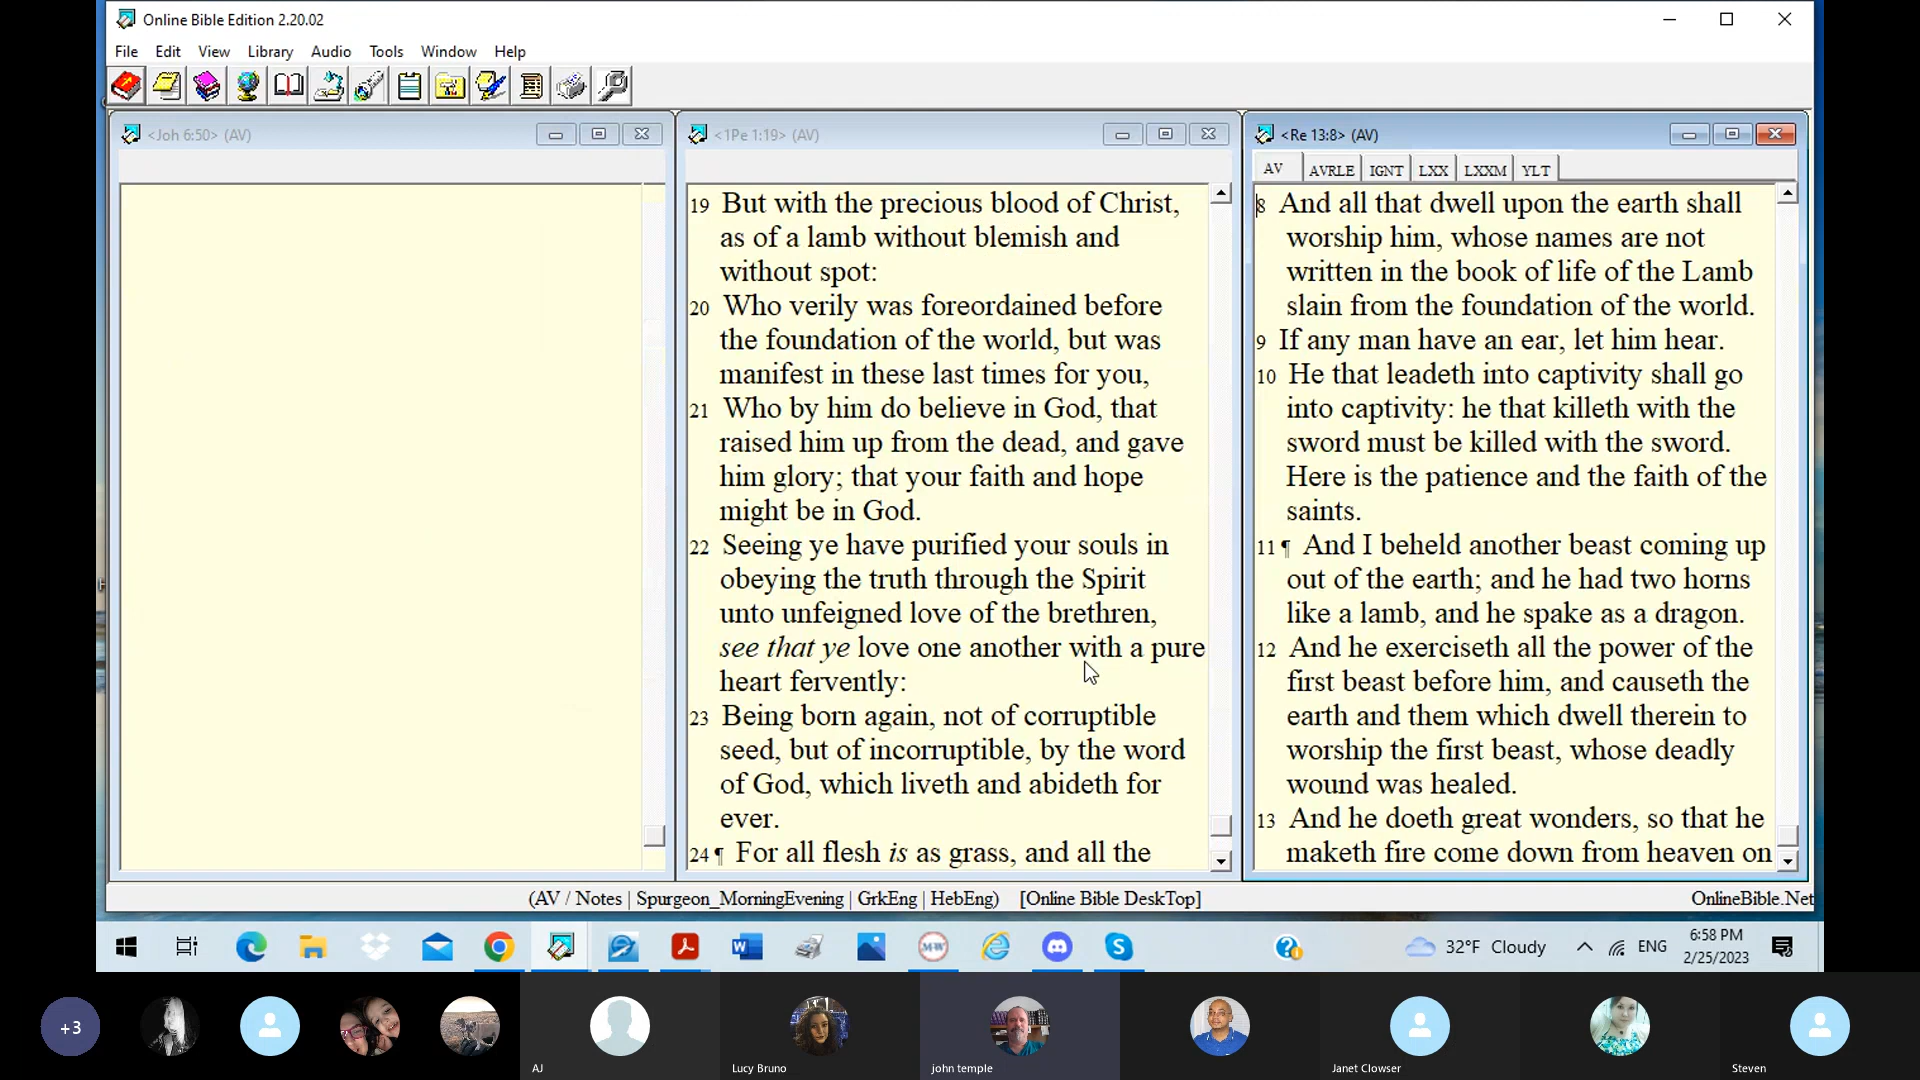 Online Bible Edition 2.20.02
File Edit View Library Audio Tools Window Help
<Joh 6:50> (AV)
<1Pe 1:19> (AV)
19 But with the precious blood of Christ,
as of a lamb without blemish and
without spot:
20 Who verily was foreordained before
the foundation of the world, but was
manifest in these last times for you,
21 Who by him do believe in God, that
raised him up from the dead, and gave
him glory; that your faith and hope
might be in God.
22 Seeing ye have purified your souls in
obeying the truth through the Spirit
unto unfeigned love of the brethren,
see that ye love one another with a pure
heart fervently:
23 Being born again, not of corruptible
seed, but of incorruptible, by the word
of God, which liveth and abideth for
ever.
24 ¶ For all flesh is as grass, and all the
<Re 13:8> (AV)
AV AVRLE IGNT LXX LXXM YLT
8 And all that dwell upon the earth shall
worship him, whose names are not
written in the book of life of the Lamb
slain from the foundation of the world.
9 If any man have an ear, let him hear.
10 He that leadeth into captivity shall go
into captivity: he that killeth with the
sword must be killed with the sword.
Here is the patience and the faith of the
saints.
11 ¶ And I beheld another beast coming up
out of the earth; and he had two horns
like a lamb, and he spake as a dragon.
12 And he exerciseth all the power of the
first beast before him, and causeth the
earth and them which dwell therein to
worship the first beast, whose deadly
wound was healed.
13 And he doeth great wonders, so that he
maketh fire come down from heaven on
(AV / Notes | Spurgeon_MorningEvening | GrkEng | HebEng) [Online Bible DeskTop]
OnlineBible.Net
32°F Cloudy
ENG
6:58 PM
2/25/2023
+3
AJ
Lucy Bruno
john temple
Janet Clowser
Steven